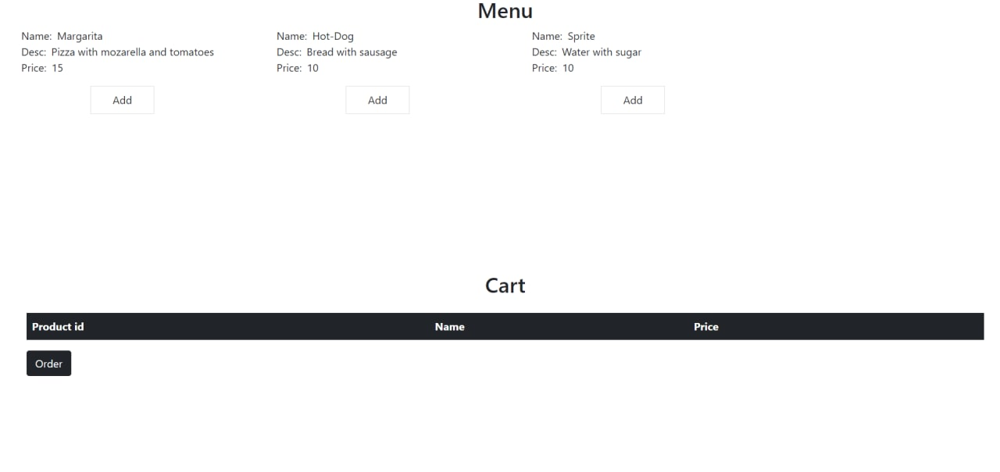 Menu
Name: Margarita
Desc: Pizza with mozarella and tomatoes
Price: 15
Add
Name: Hot-Dog
Desc: Bread with sausage
Price: 10
Add
Name: Sprite
Desc: Water with sugar
Price: 10
Add
Cart
Product id Name Price
Order